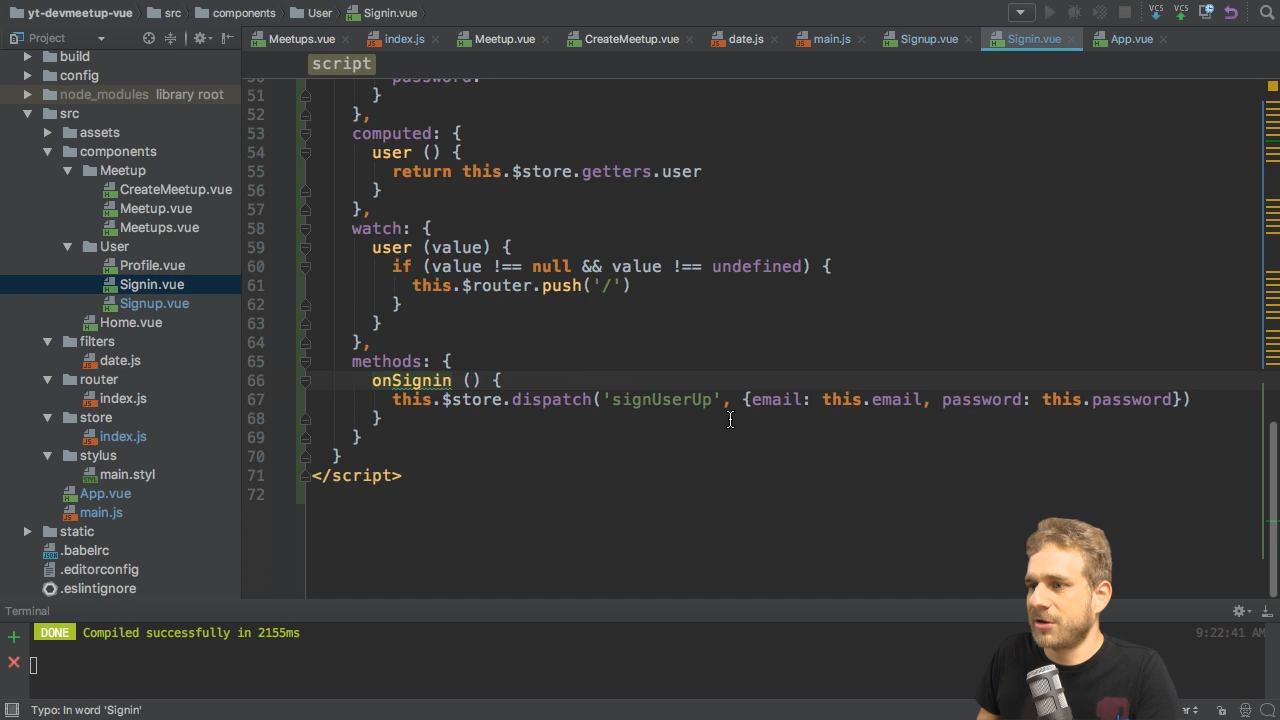 yt-devmeetup-vue src components User Signin.vue
Project Meetups.vue index.js Meetup.vue CreateMeetup.vue date.js main.js Signup.vue Signin.vue App.vue
script
build
config
node_modules library root
src
assets
components
Meetup
CreateMeetup.vue
Meetup.vue
Meetups.vue
User
Profile.vue
Signin.vue
Signup.vue
Home.vue
filters
date.js
router
index.js
store
index.js
stylus
main.styl
App.vue
main.js
static
.babelrc
.editorconfig
.eslintignore
51 }
52 },
53 computed: {
54 user () {
55 return this.$store.getters.user
56 }
57 },
58 watch: {
59 user (value) {
60 if (value !== null && value !== undefined) {
61 this.$router.push('/')
62 }
63 }
64 },
65 methods: {
66 onSignin () {
67 this.$store.dispatch('signUserUp', {email: this.email, password: this.password})
68 }
69 }
70 }
71 </script>
72
Terminal
DONE Compiled successfully in 2155ms 9:22:41 AM
Typo: In word 'Signin'